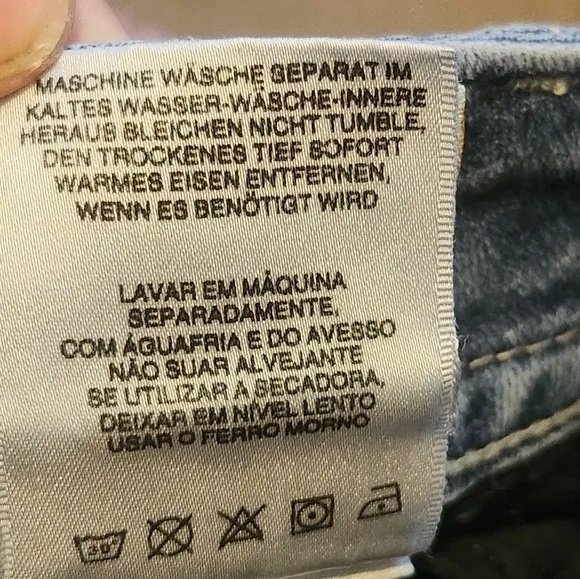 MASCHINE WÄSCHE SEPARAT IM
KALTES WASSER-WÄSCHE-INNERE
HERAUS BLEICHEN NICHT TUMBLE,
DEN TROCKENES TIEF SOFORT
WARMES EISEN ENTFERNEN,
WENN ES BENÖTIGT WIRD
LAVAR EM MÁQUINA
SEPARADAMENTE,
COM ÁGUAFRIA E DO AVESSO
NÃO SUAR ALVEJANTE
SE UTILIZAR A SECADORA,
DEIXAR EM NIVEL LENTO
USAR O FERRO MORNO
30°